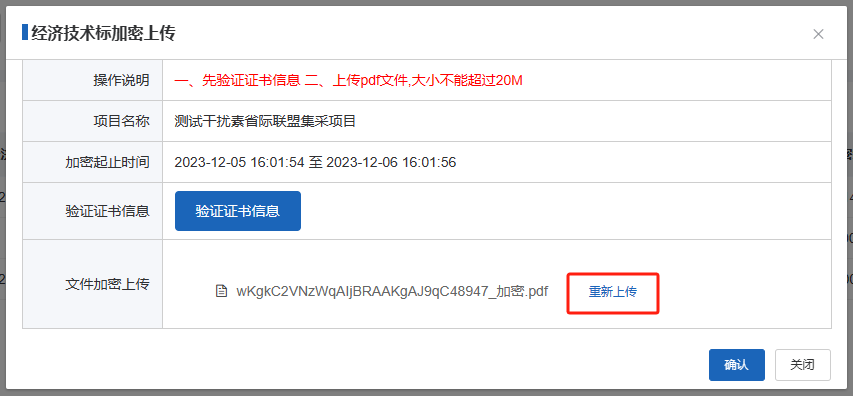 经济技术标加密上传
操作说明 一、先验证证书信息 二、上传pdf文件,大小不能超过20M
项目名称 测试干扰素省际联盟集采项目
加密起止时间 2023-12-05 16:01:54 至 2023-12-06 16:01:56
验证证书信息 验证证书信息
文件加密上传 wKgkC2VNzWqAIjBRAAKgAJ9qC48947_加密.pdf 重新上传
确认 关闭